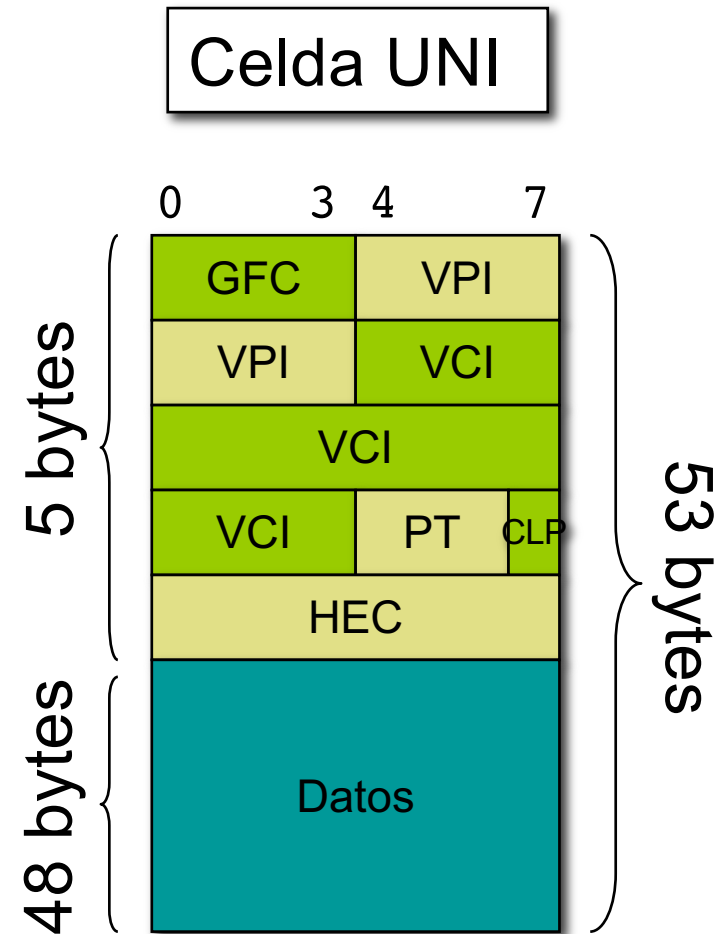 Celda UNI
0 3 4 7
GFC VPI
VPI VCI
VCI
VCI PT CLP
HEC
Datos
5 bytes
48 bytes
53 bytes